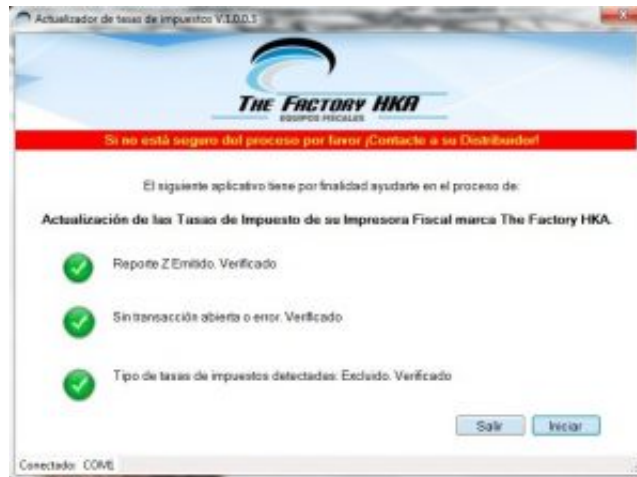 Actualizador de tasas de impuestos V.1.0.0.3
THE FACTORY HKA
EQUIPOS FISCALES
Si no está seguro del proceso por favor ¡Contacte a su Distribuidor!
El siguiente aplicativo tiene por finalidad ayudarte en el proceso de:
Actualización de las Tasas de Impuesto de su Impresora Fiscal marca The Factory HKA.
Reporte Z Emitido. Verificado
Sin transacción abierta o error. Verificado
Tipo de tasas de impuestos detectadas: Excluido. Verificado
Salir
Iniciar
Conectado: COM1